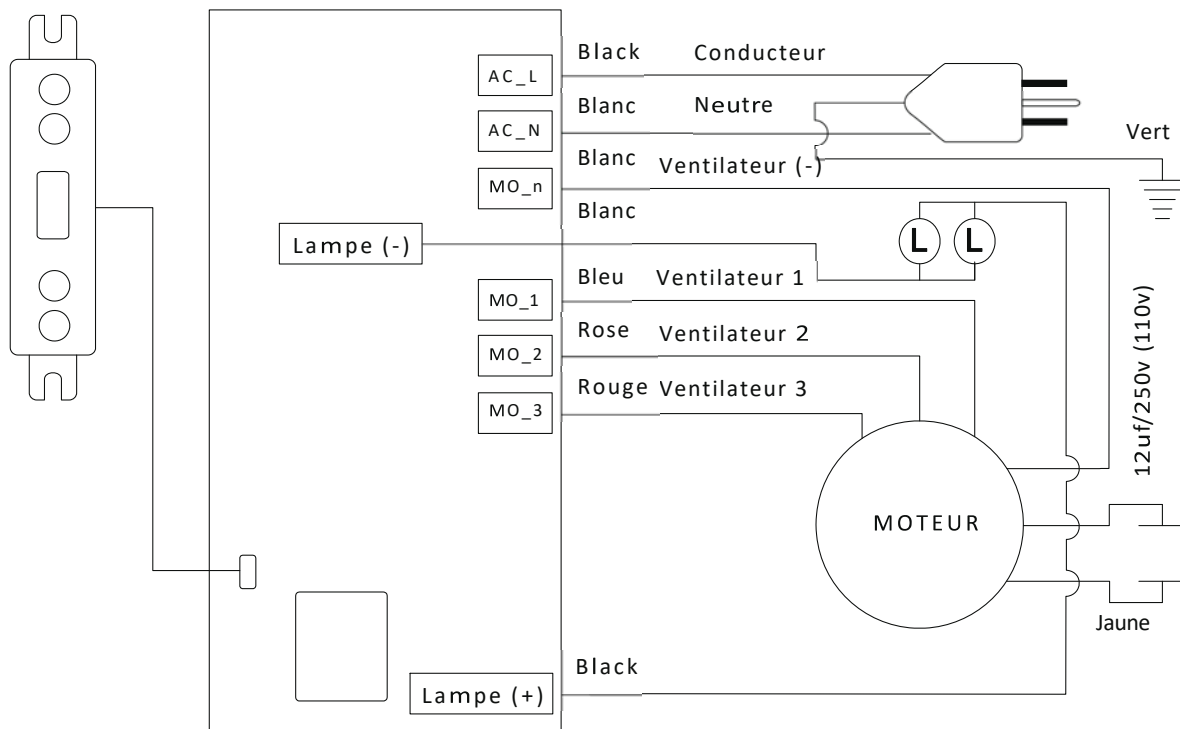 Black Conducteur
AC_L
Blanc Neutre
AC_N
Vert
Blanc Ventilateur (-)
MO_n
Blanc
Lampe (-)
L L
Bleu Ventilateur 1
MO_1
Rose Ventilateur 2
MO_2
Rouge Ventilateur 3
MO_3
12uf/250v (110v)
MOTEUR
Jaune
Black
Lampe (+)